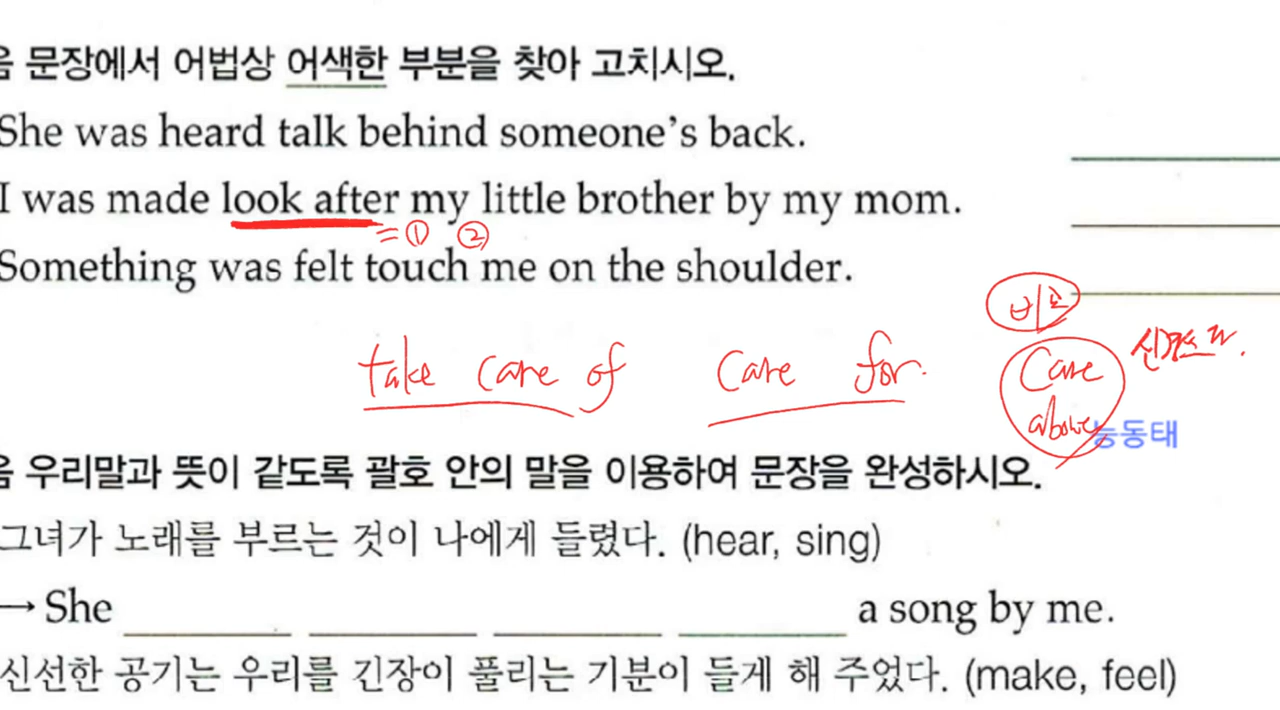 음 문장에서 어법상 어색한 부분을 찾아 고치시오.
She was heard talk behind someone's back.
I was made look after my little brother by my mom.
= ① ②
Something was felt touch me on the shoulder.
비교
take care of care for. care 신경쓰다.
about
능동태
음 우리말과 뜻이 같도록 괄호 안의 말을 이용하여 문장을 완성하시오.
그녀가 노래를 부르는 것이 나에게 들렸다. (hear, sing)
→ She a song by me.
신선한 공기는 우리를 긴장이 풀리는 기분이 들게 해 주었다. (make, feel)